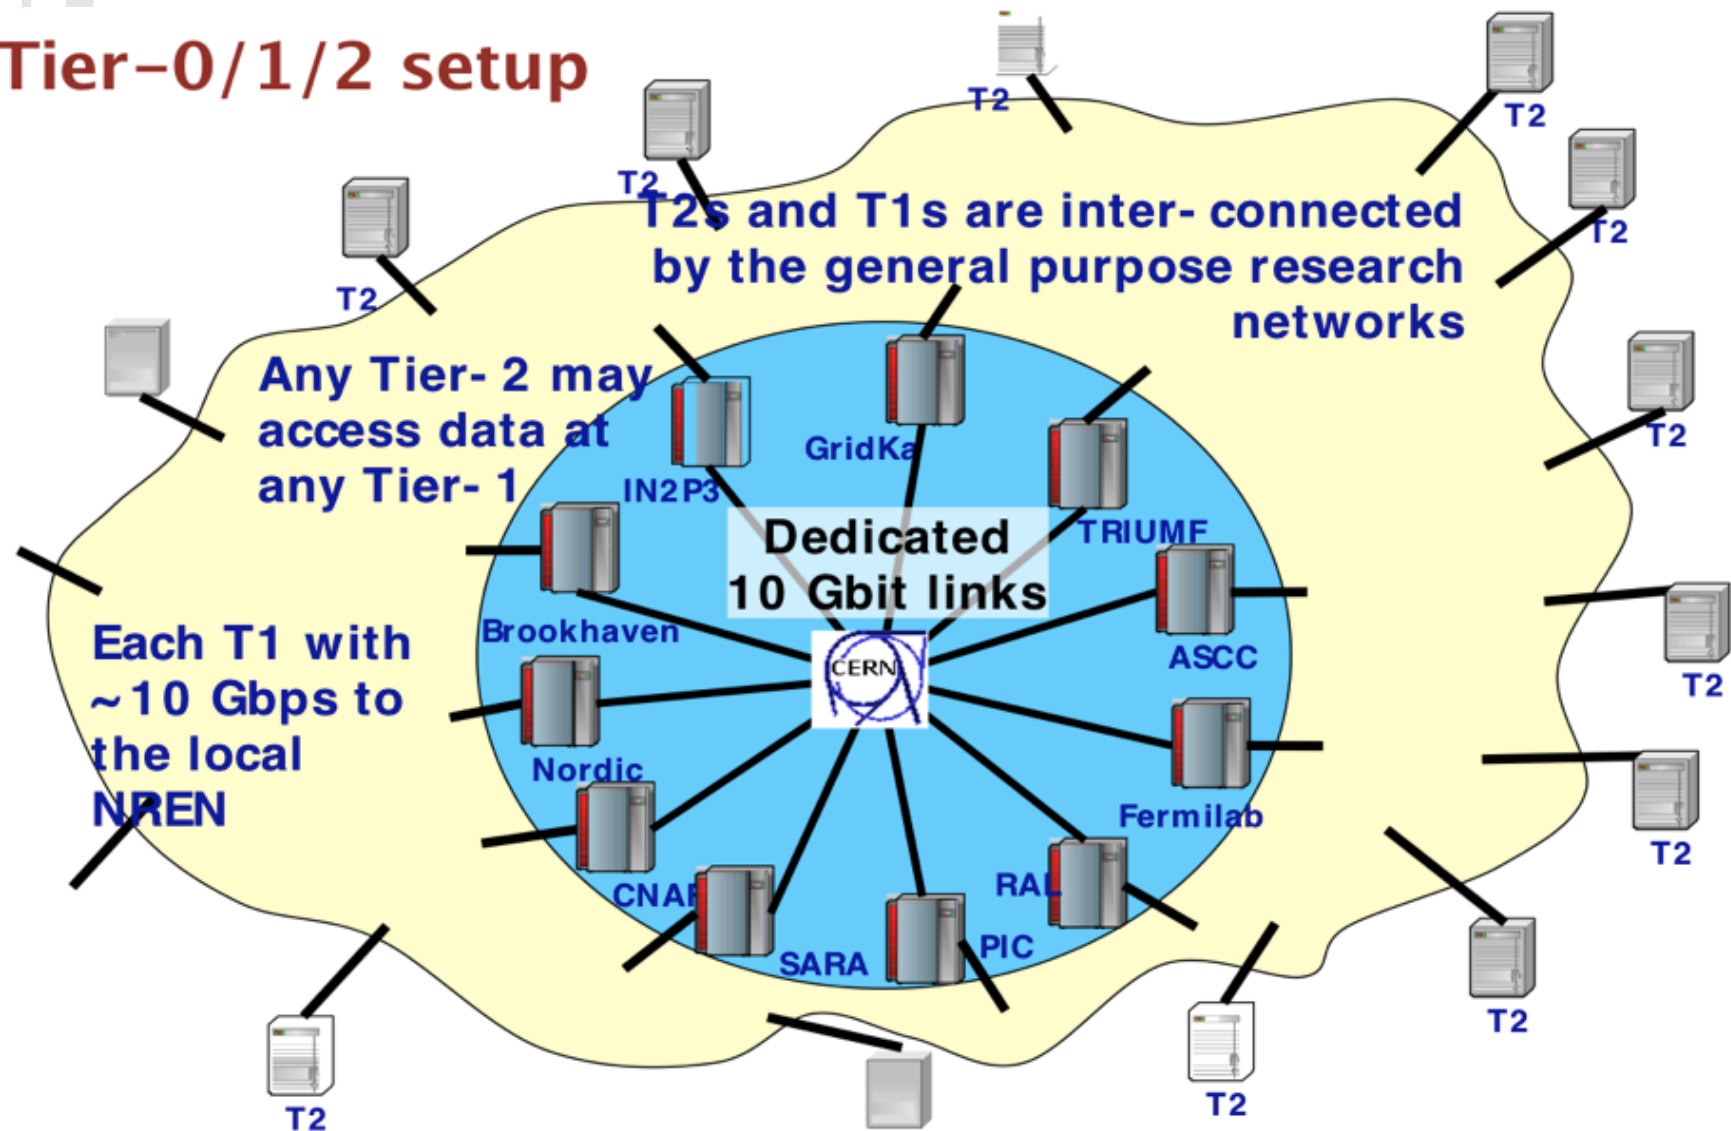 Tier-0/1/2 setup
T2
T2
T2
T2
T2s and T1s are inter- connected
by the general purpose research
networks
T2
T2
Any Tier- 2 may
access data at
any Tier- 1
GridKa
IN2P3
TRIUMF
T2
Dedicated
10 Gbit links
Brookhaven
ASCC
Each T1 with
~10 Gbps to
the local
NREN
CERN
T2
Nordic
Fermilab
T2
CNAF
RAL
SARA
PIC
T2
T2
T2